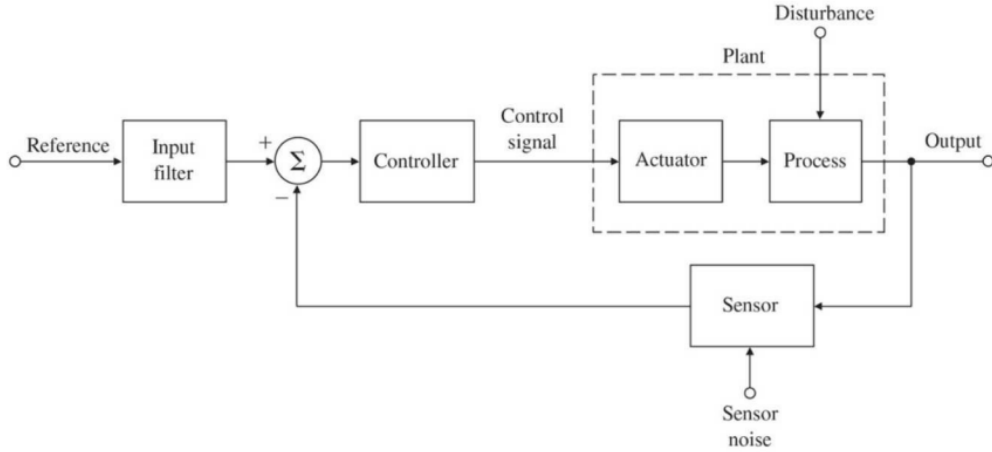 Disturbance
Plant
Reference
Input
filter
+
Σ
−
Controller
Control
signal
Actuator
Process
Output
Sensor
Sensor
noise